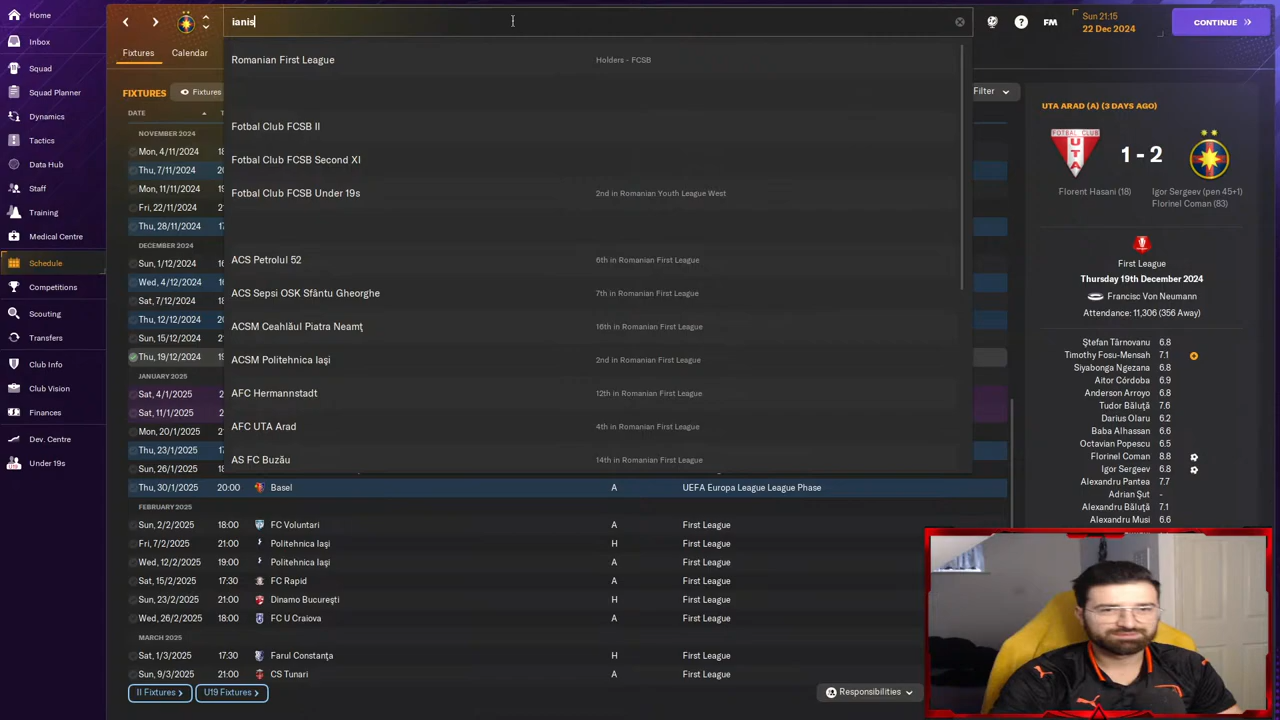 Home
Inbox
Squad
Squad Planner
Dynamics
Tactics
Data Hub
Staff
Training
Medical Centre
Schedule
Competitions
Scouting
Transfers
Club Info
Club Vision
Finances
Dev. Centre
Under 19s
ianis
FM
Sun 21:15
22 Dec 2024
CONTINUE
Fixtures
Calendar
FIXTURES
Fixtures
Filter
DATE
NOVEMBER 2024
Mon, 4/11/2024 18
Thu, 7/11/2024
Mon, 11/11/2024
Fri, 22/11/2024
Thu, 28/11/2024
DECEMBER 2024
Sun, 1/12/2024
Wed, 4/12/2024
Sat, 7/12/2024
Thu, 12/12/2024
Sun, 15/12/2024
Thu, 19/12/2024
JANUARY 2025
Sat, 4/1/2025
Sat, 11/1/2025
Mon, 20/1/2025
Thu, 23/1/2025
Sun, 26/1/2025
Thu, 30/1/2025 20:00 Basel A UEFA Europa League League Phase
FEBRUARY 2025
Sun, 2/2/2025 18:00 FC Voluntari A First League
Fri, 7/2/2025 21:00 Politehnica Iaşi H First League
Wed, 12/2/2025 19:00 Politehnica Iaşi A First League
Sat, 15/2/2025 17:30 FC Rapid A First League
Sun, 23/2/2025 21:00 Dinamo Bucureşti H First League
Wed, 26/2/2025 18:00 FC U Craiova A First League
MARCH 2025
Sat, 1/3/2025 17:30 Farul Constanţa H First League
Sun, 9/3/2025 21:00 CS Tunari A First League
II Fixtures
U19 Fixtures
Responsibilities
Romanian First League Holders - FCSB
Fotbal Club FCSB II
Fotbal Club FCSB Second XI
Fotbal Club FCSB Under 19s 2nd in Romanian Youth League West
ACS Petrolul 52 6th in Romanian First League
ACS Sepsi OSK Sfântu Gheorghe 7th in Romanian First League
ACSM Ceahlăul Piatra Neamţ 16th in Romanian First League
ACSM Politehnica Iaşi 2nd in Romanian First League
AFC Hermannstadt 12th in Romanian First League
AFC UTA Arad 4th in Romanian First League
AS FC Buzău 14th in Romanian First League
UTA ARAD (A) (3 DAYS AGO)
FOTBAL CLUB
UTA
1 - 2
Florent Hasani (18)
Igor Sergeev (pen 45+1)
Florinel Coman (83)
First League
Thursday 19th December 2024
Francisc Von Neumann
Attendance: 11,306 (356 Away)
Ştefan Târnovanu 6.8
Timothy Fosu-Mensah 7.1
Siyabonga Ngezana 6.8
Aitor Córdoba 6.9
Anderson Arroyo 6.8
Tudor Băluţă 7.6
Darius Olaru 6.2
Baba Alhassan 6.6
Octavian Popescu 6.5
Florinel Coman 8.8
Igor Sergeev 6.8
Alexandru Pantea 7.7
Adrian Şut -
Alexandru Băluţă 7.1
Alexandru Musi 6.6